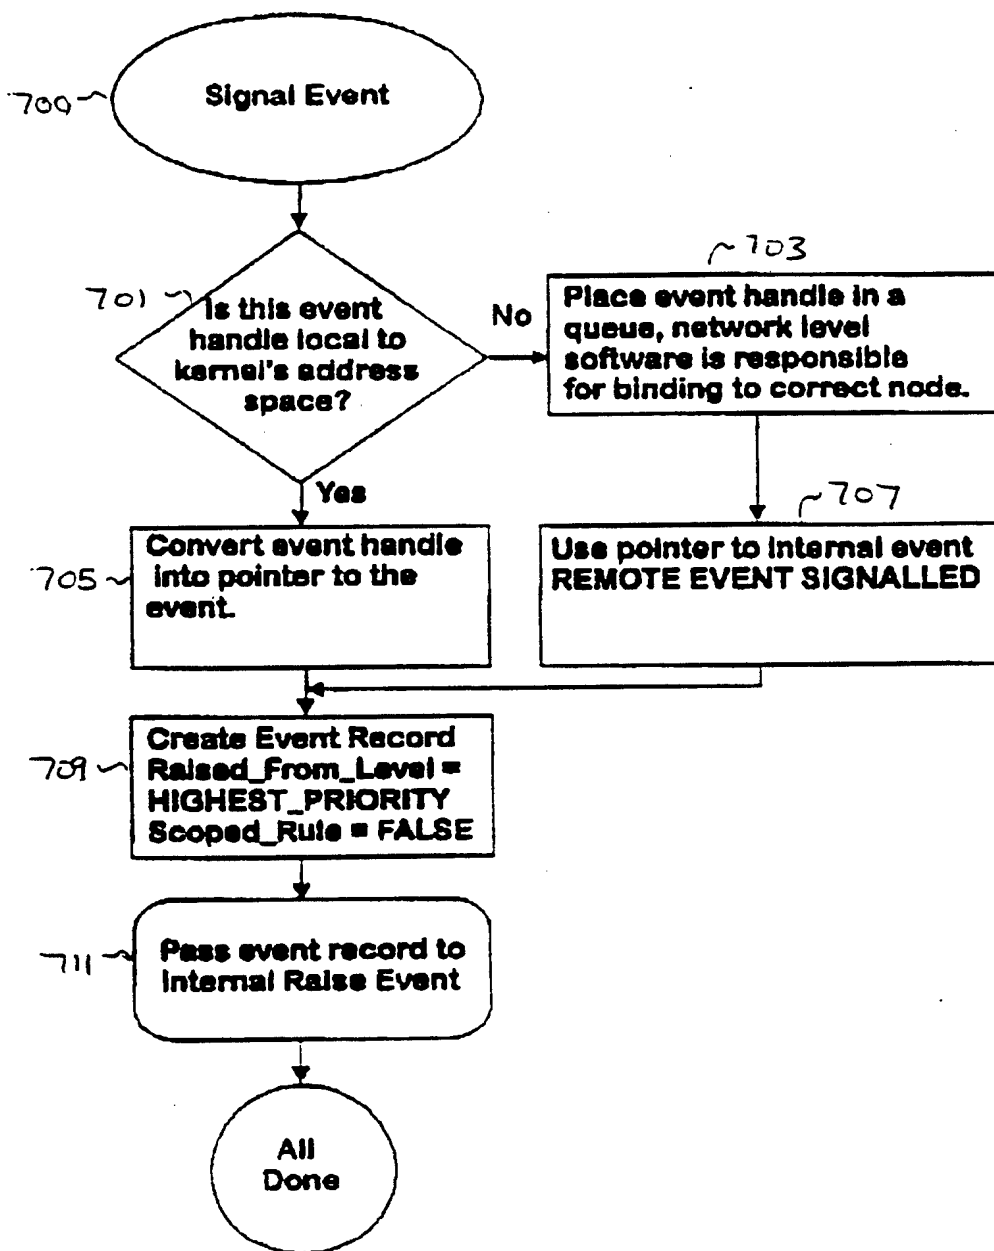 700
Signal Event
701
Is this event
handle local to
kernel's address
space?
No
703
Place event handle in a
queue, network level
software is responsible
for binding to correct node.
Yes
705
Convert event handle
into pointer to the
event.
707
Use pointer to internal event
REMOTE EVENT SIGNALLED
709
Create Event Record
Raised_From_Level =
HIGHEST_PRIORITY
Scoped_Rule = FALSE
711
Pass event record to
Internal Raise Event
All
Done